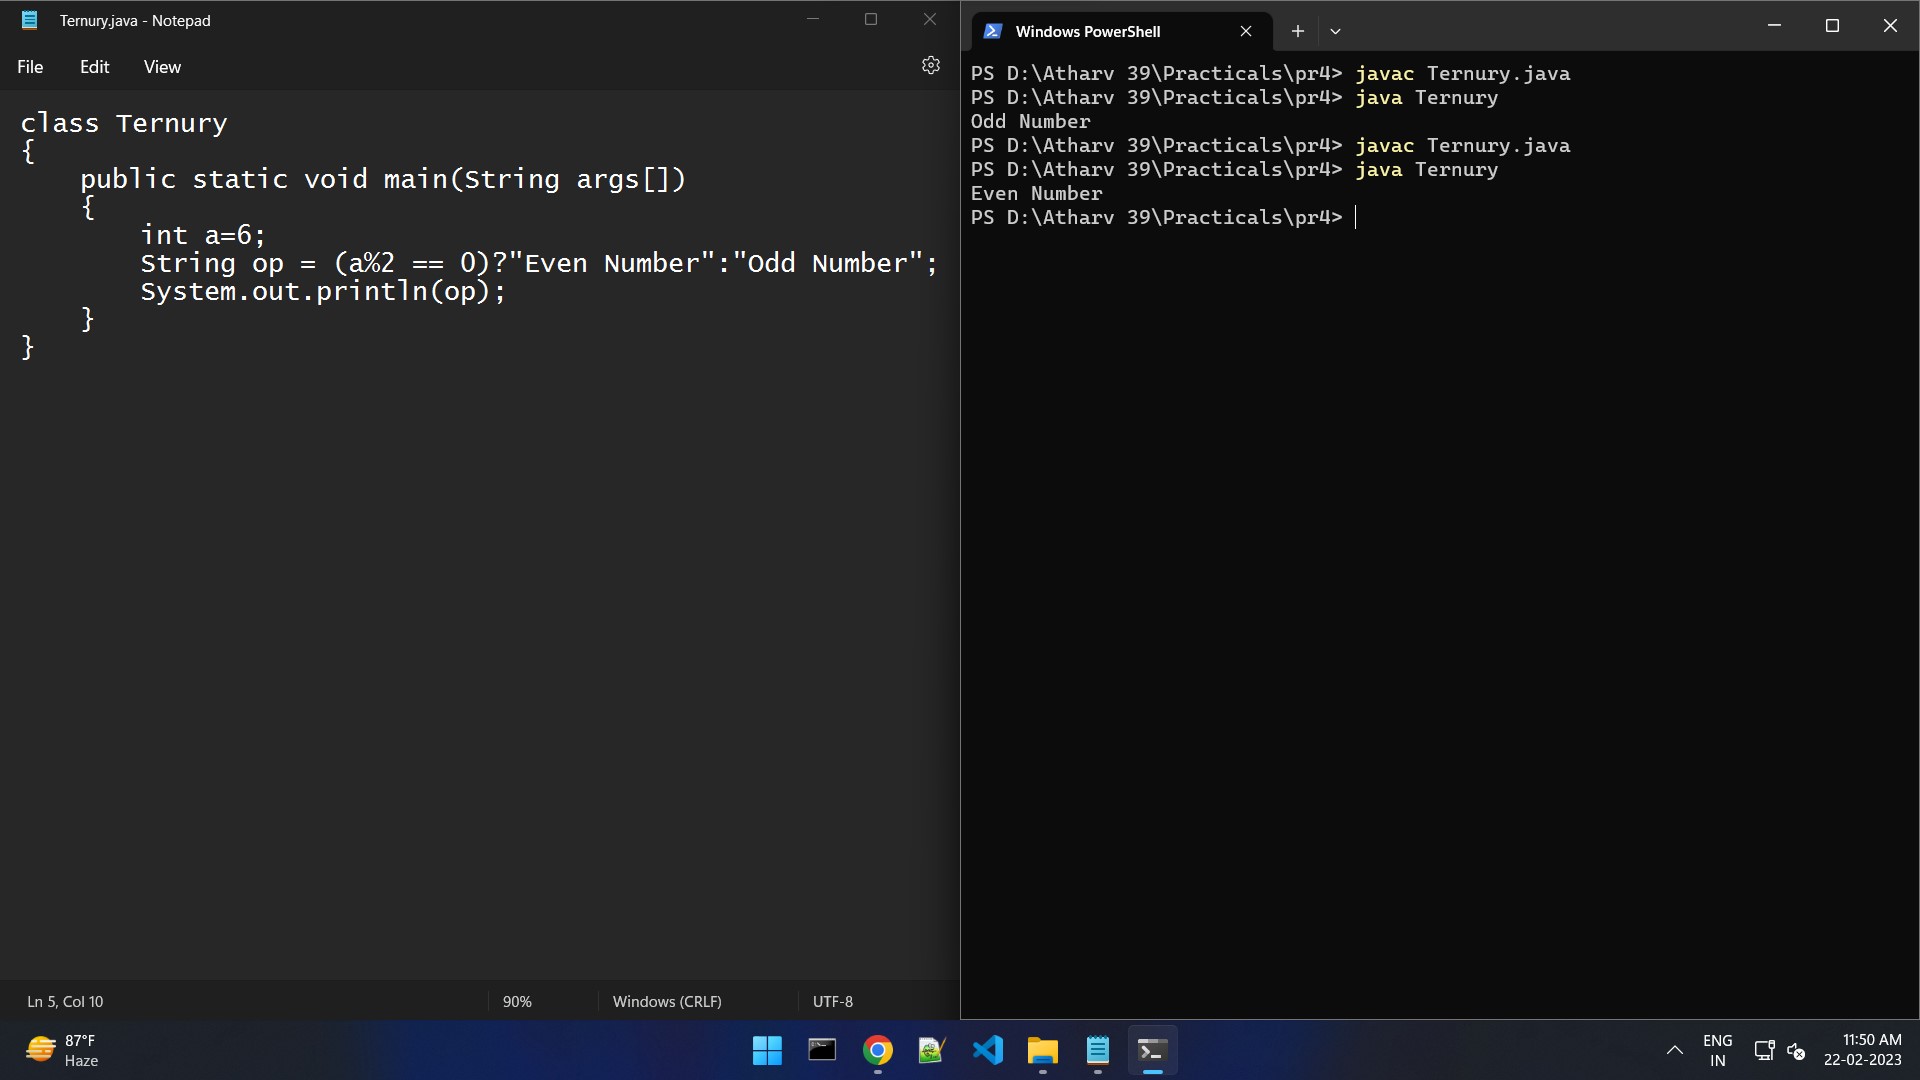 Ternury.java - Notepad
File Edit View
class Ternury
{
    public static void main(String args[])
    {
        int a=6;
        String op = (a%2 == 0)?"Even Number":"Odd Number";
        System.out.println(op);
    }
}
Ln 5, Col 10 90% Windows (CRLF) UTF-8
Windows PowerShell
PS D:\Atharv 39\Practicals\pr4> javac Ternury.java
PS D:\Atharv 39\Practicals\pr4> java Ternury
Odd Number
PS D:\Atharv 39\Practicals\pr4> javac Ternury.java
PS D:\Atharv 39\Practicals\pr4> java Ternury
Even Number
PS D:\Atharv 39\Practicals\pr4>
87°F
Haze
ENG
IN
11:50 AM
22-02-2023